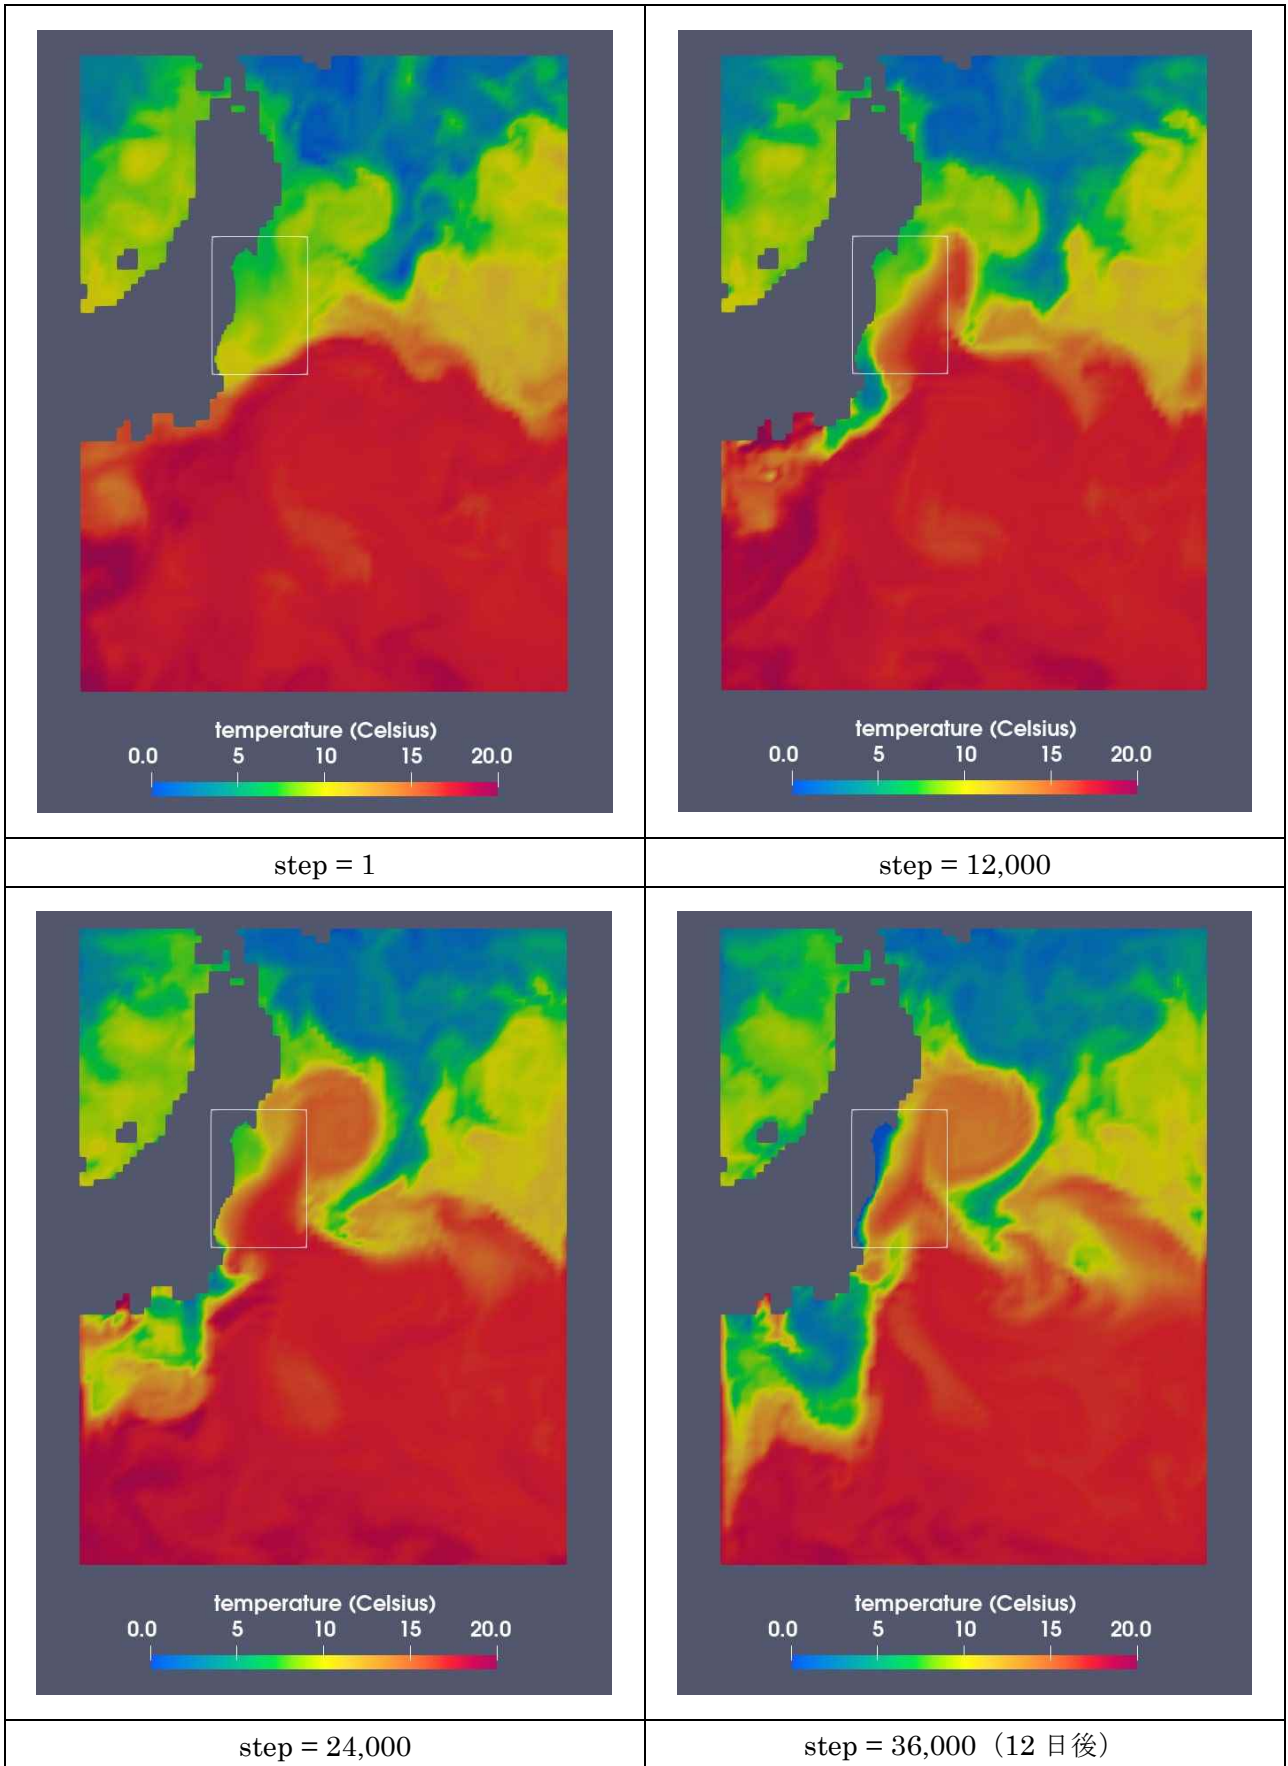 temperature (Celsius)
0.0 5 10 15 20.0
temperature (Celsius)
0.0 5 10 15 20.0
step = 1
step = 12,000
temperature (Celsius)
0.0 5 10 15 20.0
temperature (Celsius)
0.0 5 10 15 20.0
step = 24,000
step = 36,000（12 日後）